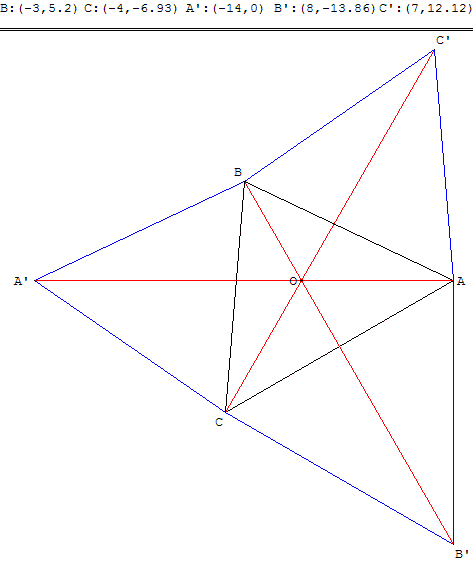 B:(-3,5.2) C:(-4,-6.93) A':(-14,0) B':(8,-13.86) C':(7,12.12)
C'
B
A'
O
A
C
B'